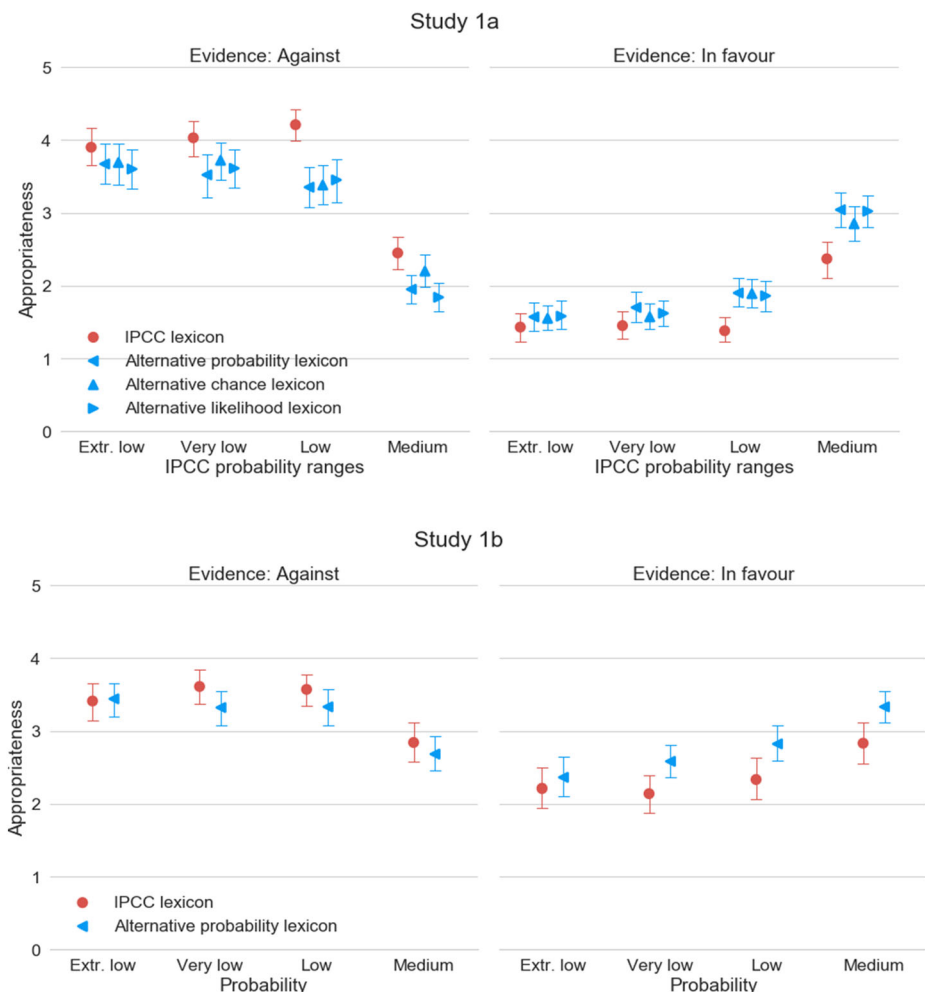 Study 1a
Evidence: Against
Evidence: In favour
5
4
3
2
1
0
Appropriateness
IPCC lexicon
Alternative probability lexicon
Alternative chance lexicon
Alternative likelihood lexicon
Extr. low Very low Low Medium
IPCC probability ranges
Extr. low Very low Low Medium
IPCC probability ranges
Study 1b
Evidence: Against
Evidence: In favour
5
4
3
2
1
0
Appropriateness
IPCC lexicon
Alternative probability lexicon
Extr. low Very low Low Medium
Probability
Extr. low Very low Low Medium
Probability